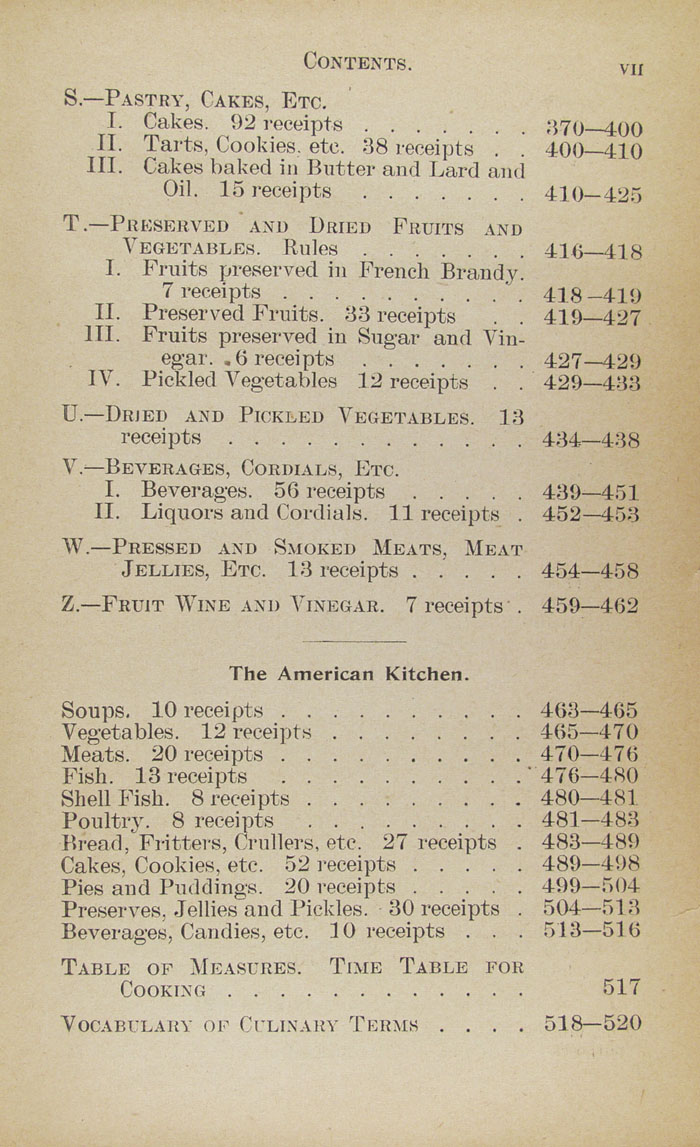 CONTENTS. VII
S.—PASTRY, CAKES, ETC.
I. Cakes. 92 receipts . . . . . . . 370—400
II. Tarts, Cookies, etc. 38 receipts . . 400—410
III. Cakes baked in Butter and Lard and
Oil. 15 receipts . . . . . . . 410—425
T.—PRESERVED AND DRIED FRUITS AND
VEGETABLES. Rules . . . . . . . 416—418
I. Fruits preserved in French Brandy.
7 receipts . . . . . . . . . . 418—419
II. Preserved Fruits. 33 receipts . . 419—427
III. Fruits preserved in Sugar and Vin-
egar. 6 receipts . . . . . . . 427—429
IV. Pickled Vegetables 12 receipts . . 429—433
U.—DRIED AND PICKLED VEGETABLES. 13
receipts . . . . . . . . . . . . 434—438
V.—BEVERAGES, CORDIALS, ETC.
I. Beverages. 56 receipts . . . . . 439—451
II. Liquors and Cordials. 11 receipts . 452—453
W.—PRESSED AND SMOKED MEATS, MEAT
JELLIES, ETC. 13 receipts . . . . . 454—458
Z.—FRUIT WINE AND VINEGAR. 7 receipts . 459—462
The American Kitchen.
Soups. 10 receipts . . . . . . . . . . 463—465
Vegetables. 12 receipts . . . . . . . . 465—470
Meats. 20 receipts . . . . . . . . . . 470—476
Fish. 13 receipts . . . . . . . . . . 476—480
Shell Fish. 8 receipts . . . . . . . . . 480—481
Poultry. 8 receipts . . . . . . . . . . 481—483
Bread, Fritters, Crullers, etc. 27 receipts . 483—489
Cakes, Cookies, etc. 52 receipts . . . . . 489—498
Pies and Puddings. 20 receipts . . . . . 499—504
Preserves, Jellies and Pickles. 30 receipts . 504—513
Beverages, Candies, etc. 10 receipts . . . 513—516
TABLE OF MEASURES. TIME TABLE FOR
COOKING . . . . . . . . . . . . 517
VOCABULARY OF CULINARY TERMS . . . . 518—520